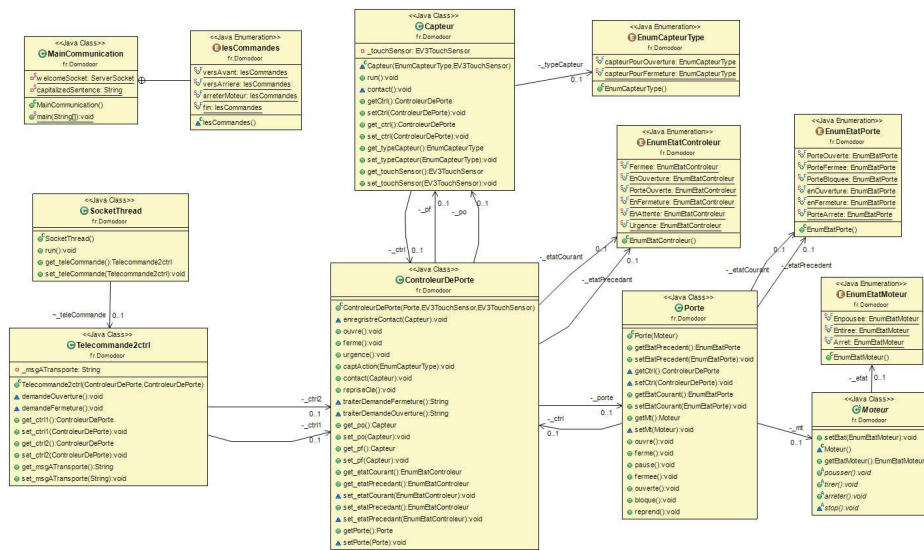 <<Java Class>>
MainCommunication
fr.Domodoor
welcomeSocket: ServerSocket
capitalizedSentence: String
MainCommunication()
main(String[]):void
<<Java Enumeration>>
lesCommandes
fr.Domodoor
versAvant: lesCommandes
versArriere: lesCommandes
arreterMoteur: lesCommandes
fin: lesCommandes
lesCommandes()
<<Java Class>>
Capteur
fr.Domodoor
_touchSensor: EV3TouchSensor
Capteur(EnumCapteurType,EV3TouchSensor)
run():void
contact():void
getCtrl():ControleurDePorte
setCtrl(ControleurDePorte):void
get_ctrl():ControleurDePorte
set_ctrl(ControleurDePorte):void
get_typeCapteur():EnumCapteurType
set_typeCapteur(EnumCapteurType):void
get_touchSensor():EV3TouchSensor
set_touchSensor(EV3TouchSensor):void
-_typeCapteur
0..1
<<Java Enumeration>>
EnumCapteurType
fr.Domodoor
capteurPourOuverture: EnumCapteurType
capteurPourFermeture: EnumCapteurType
EnumCapteurType()
<<Java Enumeration>>
EnumEtatControleur
fr.Domodoor
Fermee: EnumEtatControleur
EnOuverture: EnumEtatControleur
PorteOuverte: EnumEtatControleur
EnFermeture: EnumEtatControleur
EnAttente: EnumEtatControleur
Urgence: EnumEtatControleur
EnumEtatControleur()
<<Java Enumeration>>
EnumEtatPorte
fr.Domodoor
PorteOuverte: EnumEtatPorte
PorteFermee: EnumEtatPorte
PorteBloquee: EnumEtatPorte
enOuverture: EnumEtatPorte
enFermeture: EnumEtatPorte
PorteArrete: EnumEtatPorte
EnumEtatPorte()
<<Java Class>>
SocketThread
fr.Domodoor
SocketThread()
run():void
get_teleCommande():Telecommande2ctrl
set_teleCommande(Telecommande2ctrl):void
~_teleCommande
0..1
-_pf
0..1
-_po
0..1
-_ctrl
0..1
-_etatCourant
0..1
-_etatPrecedant
0..1
-_etatCourant
0..1
-_etatPrecedent
0..1
<<Java Class>>
Telecommande2ctrl
fr.Domodoor
_msgATransporte: String
Telecommande2ctrl(ControleurDePorte,ControleurDePorte)
demandeOuverture():void
demandeFermeture():void
get_ctrl1():ControleurDePorte
set_ctrl1(ControleurDePorte):void
get_ctrl2():ControleurDePorte
set_ctrl2(ControleurDePorte):void
get_msgATransporte():String
set_msgATransporte(String):void
-_ctrl2
0..1
-_ctrl1
0..1
<<Java Class>>
ControleurDePorte
fr.Domodoor
ControleurDePorte(Porte,EV3TouchSensor,EV3TouchSensor)
enregristreContact(Capteur):void
ouvre():void
ferme():void
urgence():void
captAction(EnumCapteurType):void
contact(Capteur):void
repriseCle():void
traiterDemandeFermeture():String
traiterDemandeOuverture():String
get_po():Capteur
set_po(Capteur):void
get_pf():Capteur
set_pf(Capteur):void
get_etatCourant():EnumEtatControleur
get_etatPrecedant():EnumEtatControleur
set_etatCourant(EnumEtatControleur):void
set_etatPrecedent():EnumEtatControleur
set_etatPrecedant(EnumEtatControleur):void
getPorte():Porte
setPorte(Porte):void
-_porte
0..1
-_ctrl
0..1
<<Java Class>>
Porte
fr.Domodoor
Porte(Moteur)
getEtatPrecedent():EnumEtatPorte
setEtatPrecedent(EnumEtatPorte):void
getCtrl():ControleurDePorte
setCtrl(ControleurDePorte):void
getEtatCourant():EnumEtatPorte
setEtatCourant(EnumEtatPorte):void
getMt():Moteur
setMt(Moteur):void
ouvre():void
ferme():void
pause():void
fermee():void
ouverte():void
bloque():void
reprend():void
-_mt
0..1
<<Java Enumeration>>
EnumEtatMoteur
fr.Domodoor
Enpousee: EnumEtatMoteur
Entiree: EnumEtatMoteur
Arret: EnumEtatMoteur
EnumEtatMoteur()
-_etat
0..1
<<Java Class>>
Moteur
fr.Domodoor
setEtat(EnumEtatMoteur):void
Moteur()
getEtatMoteur():EnumEtatMoteur
pousser():void
tirer():void
arreter():void
stop():void